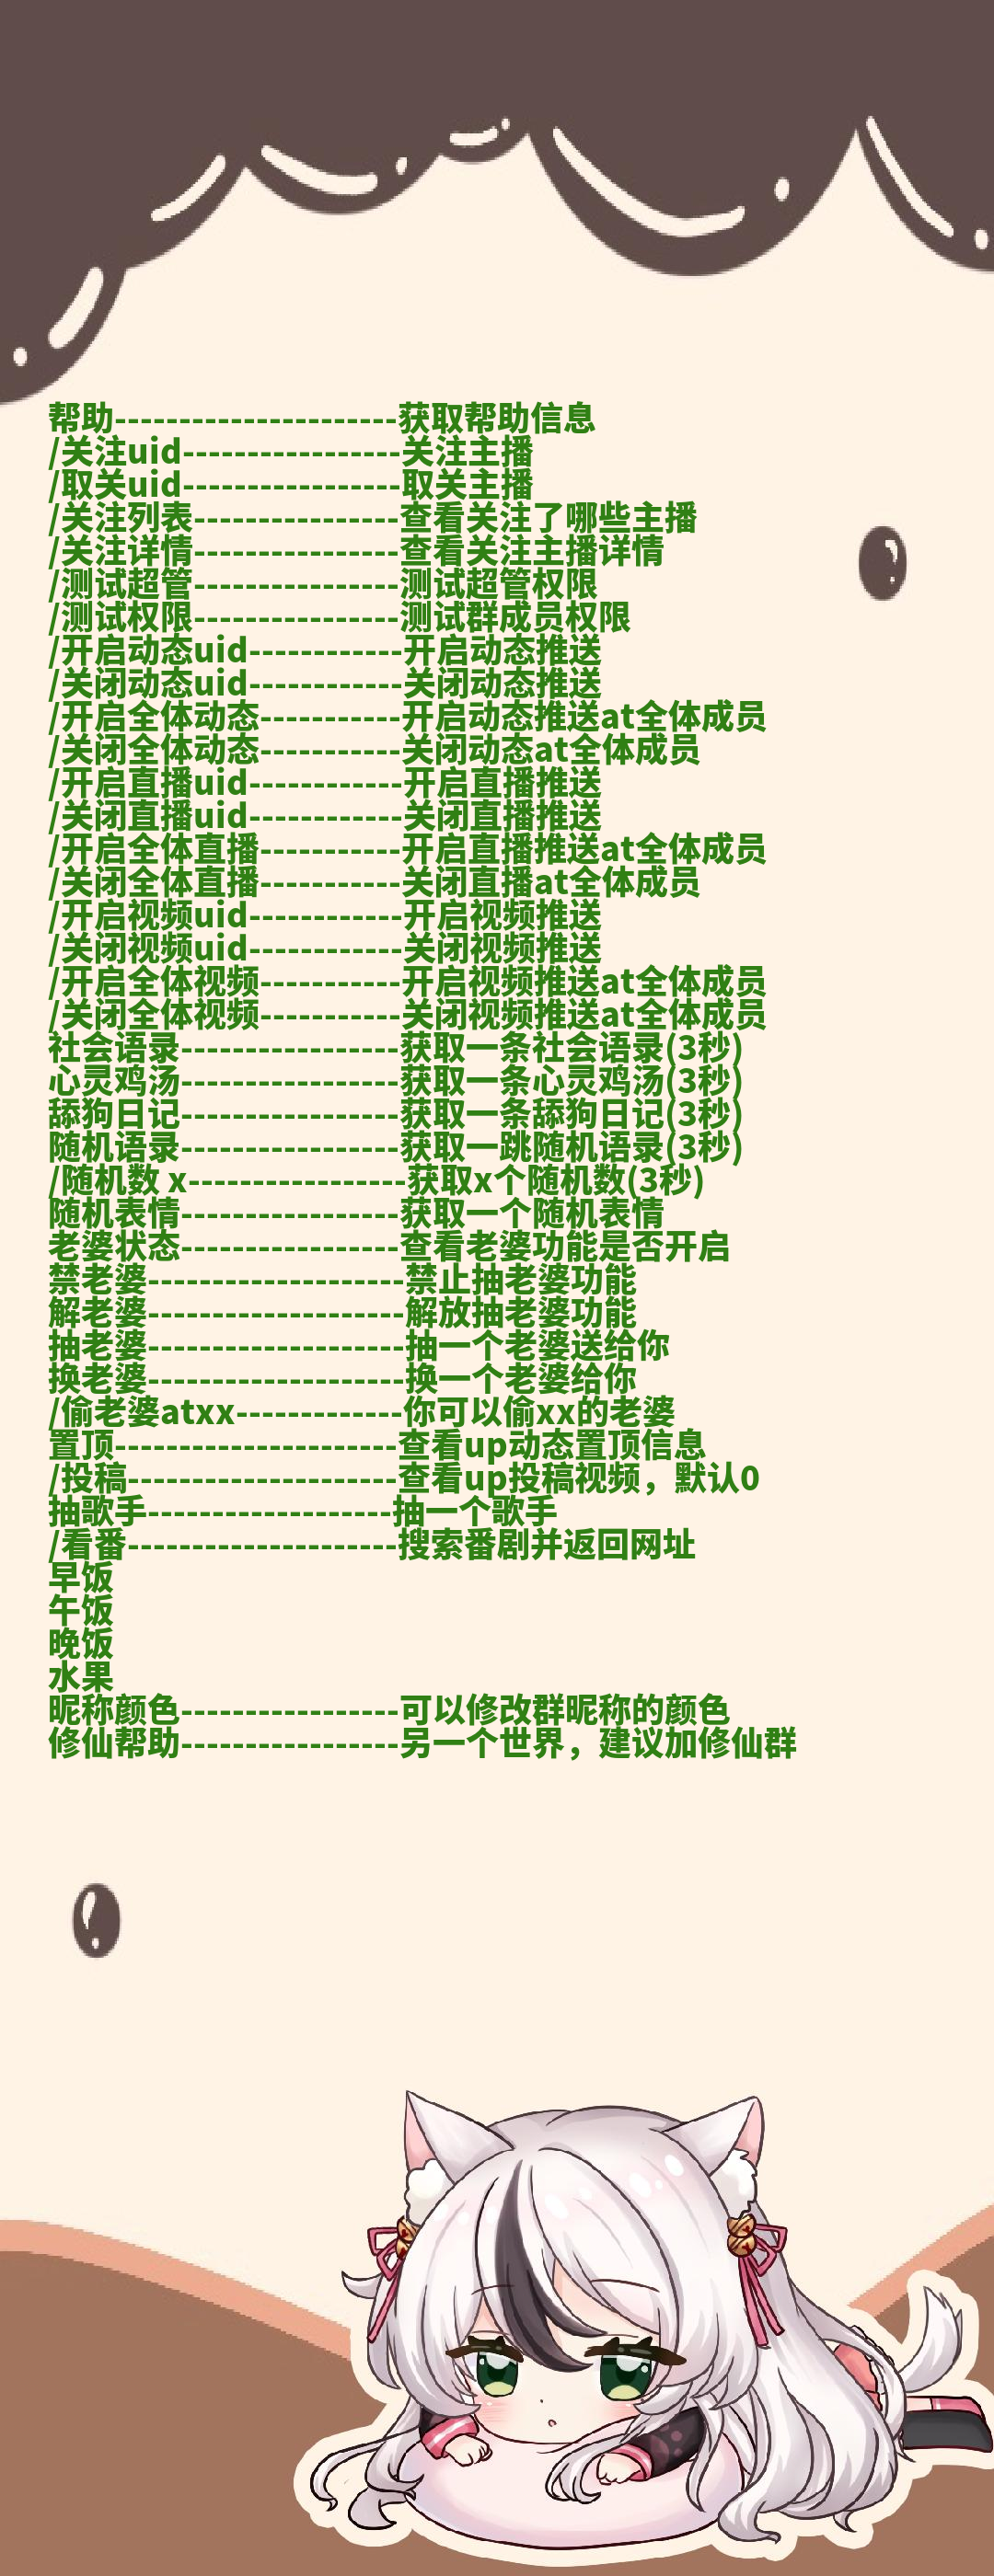 帮助----------------------获取帮助信息
/关注uid-----------------关注主播
/取关uid-----------------取关主播
/关注列表----------------查看关注了哪些主播
/关注详情----------------查看关注主播详情
/测试超管----------------测试超管权限
/测试权限----------------测试群成员权限
/开启动态uid------------开启动态推送
/关闭动态uid------------关闭动态推送
/开启全体动态-----------开启动态推送at全体成员
/关闭全体动态-----------关闭动态at全体成员
/开启直播uid------------开启直播推送
/关闭直播uid------------关闭直播推送
/开启全体直播-----------开启直播推送at全体成员
/关闭全体直播-----------关闭直播at全体成员
/开启视频uid------------开启视频推送
/关闭视频uid------------关闭视频推送
/开启全体视频-----------开启视频推送at全体成员
/关闭全体视频-----------关闭视频推送at全体成员
社会语录-----------------获取一条社会语录(3秒)
心灵鸡汤-----------------获取一条心灵鸡汤(3秒)
舔狗日记-----------------获取一条舔狗日记(3秒)
随机语录-----------------获取一跳随机语录(3秒)
/随机数 x-----------------获取x个随机数(3秒)
随机表情-----------------获取一个随机表情
老婆状态-----------------查看老婆功能是否开启
禁老婆--------------------禁止抽老婆功能
解老婆--------------------解放抽老婆功能
抽老婆--------------------抽一个老婆送给你
换老婆--------------------换一个老婆给你
/偷老婆atxx-------------你可以偷xx的老婆
置顶----------------------查看up动态置顶信息
/投稿---------------------查看up投稿视频，默认0
抽歌手-------------------抽一个歌手
/看番---------------------搜索番剧并返回网址
早饭
午饭
晚饭
水果
昵称颜色-----------------可以修改群昵称的颜色
修仙帮助-----------------另一个世界，建议加修仙群